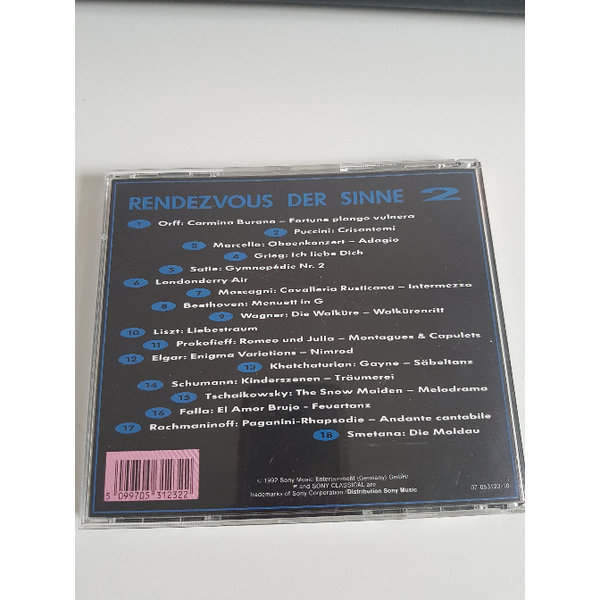 RENDEZVOUS DER SINNE 2
1 Orff: Carmina Burana – Fortune plango vulnera
2 Puccini: Crisantemi
3 Marcello: Oboenkonzert – Adagio
4 Grieg: Ich liebe Dich
5 Satie: Gymnopédie Nr. 2
6 Londonderry Air
7 Mascagni: Cavalleria Rusticana – Intermezzo
8 Beethoven: Menuett in G
9 Wagner: Die Walküre – Walkürenritt
10 Liszt: Liebestraum
11 Prokofieff: Romeo und Julia – Montagues & Capulets
12 Elgar: Enigma Variations – Nimrod
13 Khatchaturian: Gayne – Säbeltanz
14 Schumann: Kinderszenen – Träumerei
15 Tschaikowsky: The Snow Maiden – Melodrama
16 Falla: El Amor Brujo - Feuertanz
17 Rachmaninoff: Paganini-Rhapsodie – Andante cantabile
18 Smetana: Die Moldau
5 099705 312322
© 1992 Sony Music Entertainment (Germany) GmbH/
and SONY CLASSICAL are
trademarks of Sony Corporation /Distribution Sony Music